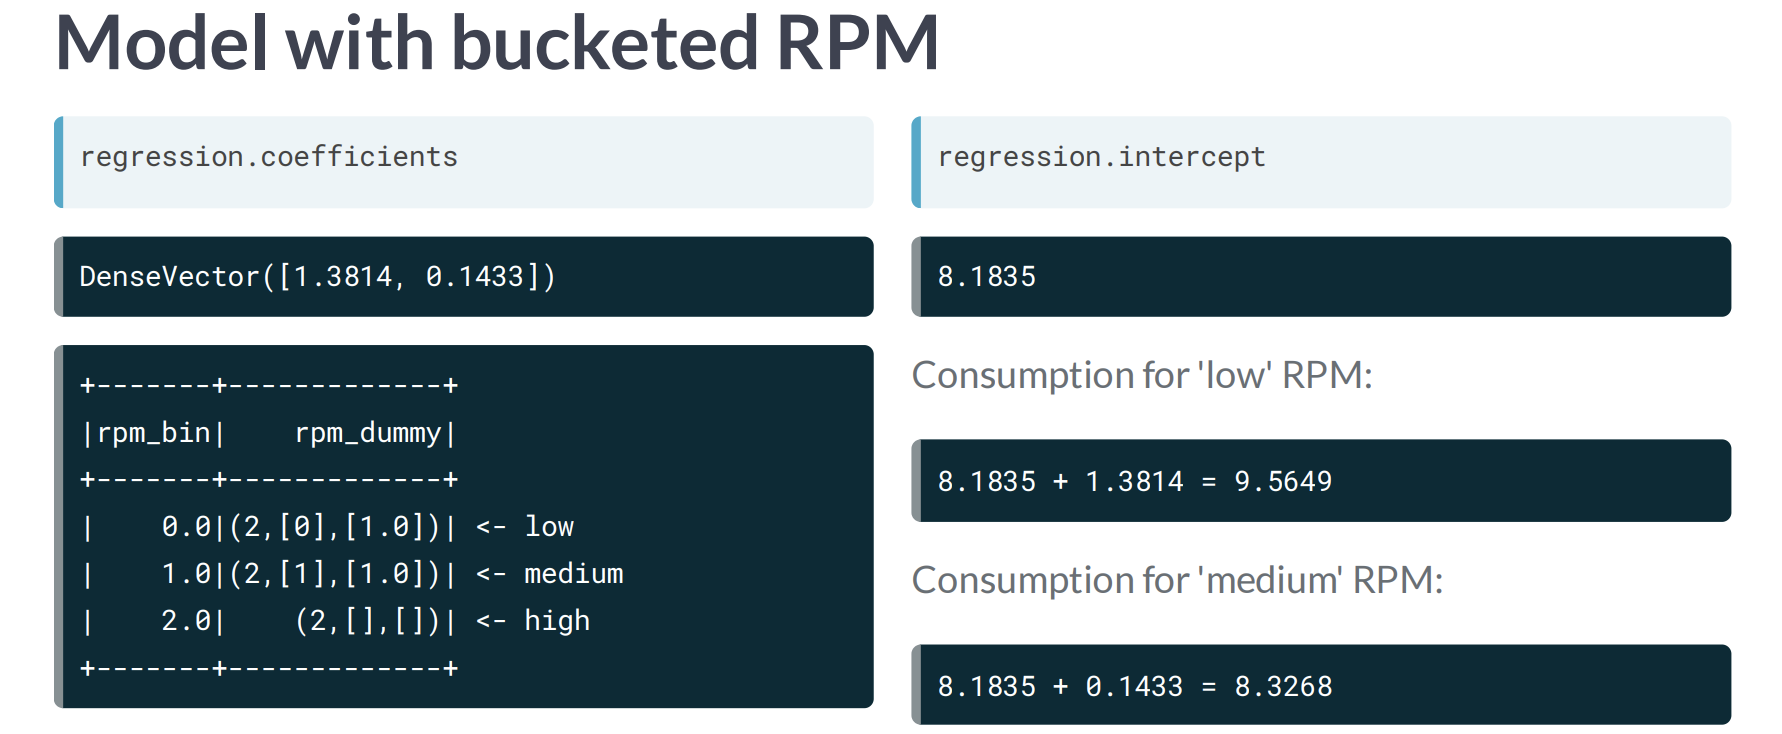 Model with bucketed RPM
regression.coefficients
DenseVector([1.3814, 0.1433])
+-------+-------------+
|rpm_bin|    rpm_dummy|
+-------+-------------+
|    0.0|(2,[0],[1.0])| <- low
|    1.0|(2,[1],[1.0])| <- medium
|    2.0|    (2,[],[])| <- high
+-------+-------------+
regression.intercept
8.1835
Consumption for 'low' RPM:
8.1835 + 1.3814 = 9.5649
Consumption for 'medium' RPM:
8.1835 + 0.1433 = 8.3268